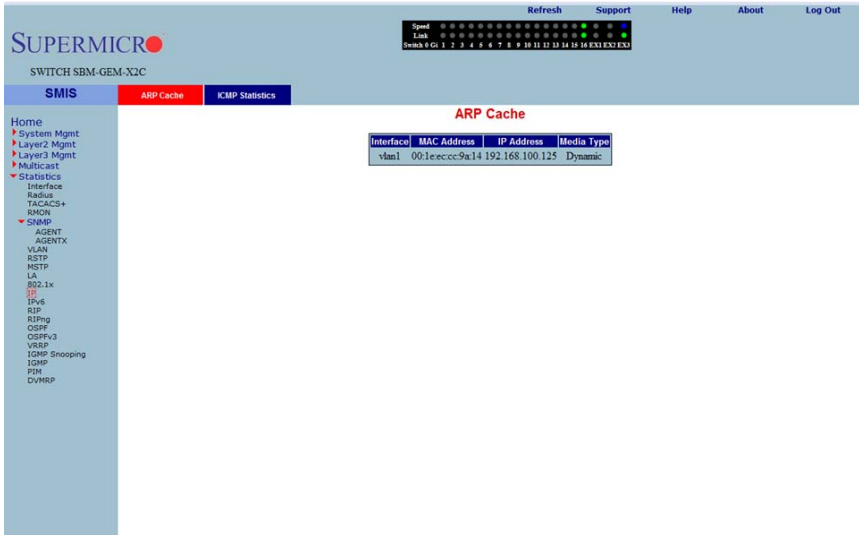 Refresh Support Help About Log Out
Speed
Link
Switch 0 Gi 1 2 3 4 5 6 7 8 9 10 11 12 13 14 15 16 EX1 EX2 EX3
SUPERMICRO
SWITCH SBM-GEM-X2C
SMIS
ARP Cache ICMP Statistics
Home
System Mgmt
Layer2 Mgmt
Layer3 Mgmt
Multicast
Statistics
Interface
Radius
TACACS+
RMON
SNMP
AGENT
AGENTX
VLAN
RSTP
MSTP
LA
802.1x
IP
IPv6
RIP
RIPng
OSPF
OSPFv3
VRRP
IGMP Snooping
IGMP
PIM
DVMRP
ARP Cache
Interface MAC Address IP Address Media Type
vlan1 00:1e:ec:cc:9a:14 192.168.100.125 Dynamic